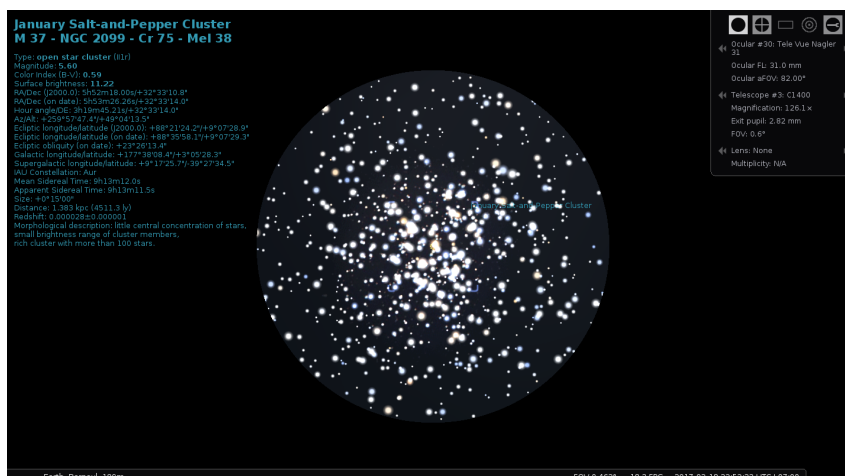 January Salt-and-Pepper Cluster
M 37 - NGC 2099 - Cr 75 - Mel 38
Type: open star cluster (II1r)
Magnitude: 5.60
Color Index (B-V): 0.59
Surface brightness: 11.22
RA/Dec (J2000.0): 5h52m18.00s/+32°33'10.8"
RA/Dec (on date): 5h53m26.26s/+32°33'14.0"
Hour angle/DE: 3h19m45.21s/+32°33'14.0"
Az/Alt: +259°57'47.4"/+49°04'13.5"
Ecliptic longitude/latitude (J2000.0): +88°21'24.2"/+9°07'28.9"
Ecliptic longitude/latitude (on date): +88°35'58.1"/+9°07'29.3"
Ecliptic obliquity (on date): +23°26'13.4"
Galactic longitude/latitude: +177°38'08.4"/+3°05'28.3"
Supergalactic longitude/latitude: +9°17'25.7"/-39°27'34.5"
IAU Constellation: Aur
Mean Sidereal Time: 9h13m12.0s
Apparent Sidereal Time: 9h13m11.5s
Size: +0°15'00"
Distance: 1.383 kpc (4511.3 ly)
Redshift: 0.000028±0.000001
Morphological description: little central concentration of stars,
small brightness range of cluster members,
rich cluster with more than 100 stars.
Ocular #30: Tele Vue Nagler
31
Ocular FL: 31.0 mm
Ocular aFOV: 82.00°
Telescope #3: C1400
Magnification: 126.1×
Exit pupil: 2.82 mm
FOV: 0.6°
Lens: None
Multiplicity: N/A
January Salt-and-Pepper Cluster